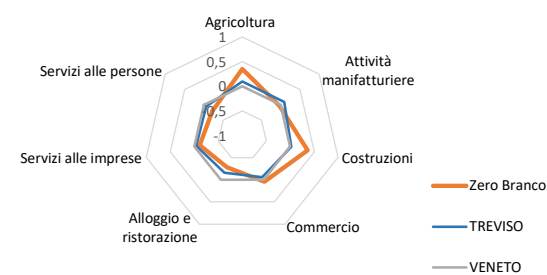 Agricoltura
1
0,5
0
-0,5
-1
Attività
manifatturiere
Costruzioni
Commercio
Alloggio e
ristorazione
Servizi alle imprese
Servizi alle persone
Zero Branco
TREVISO
VENETO